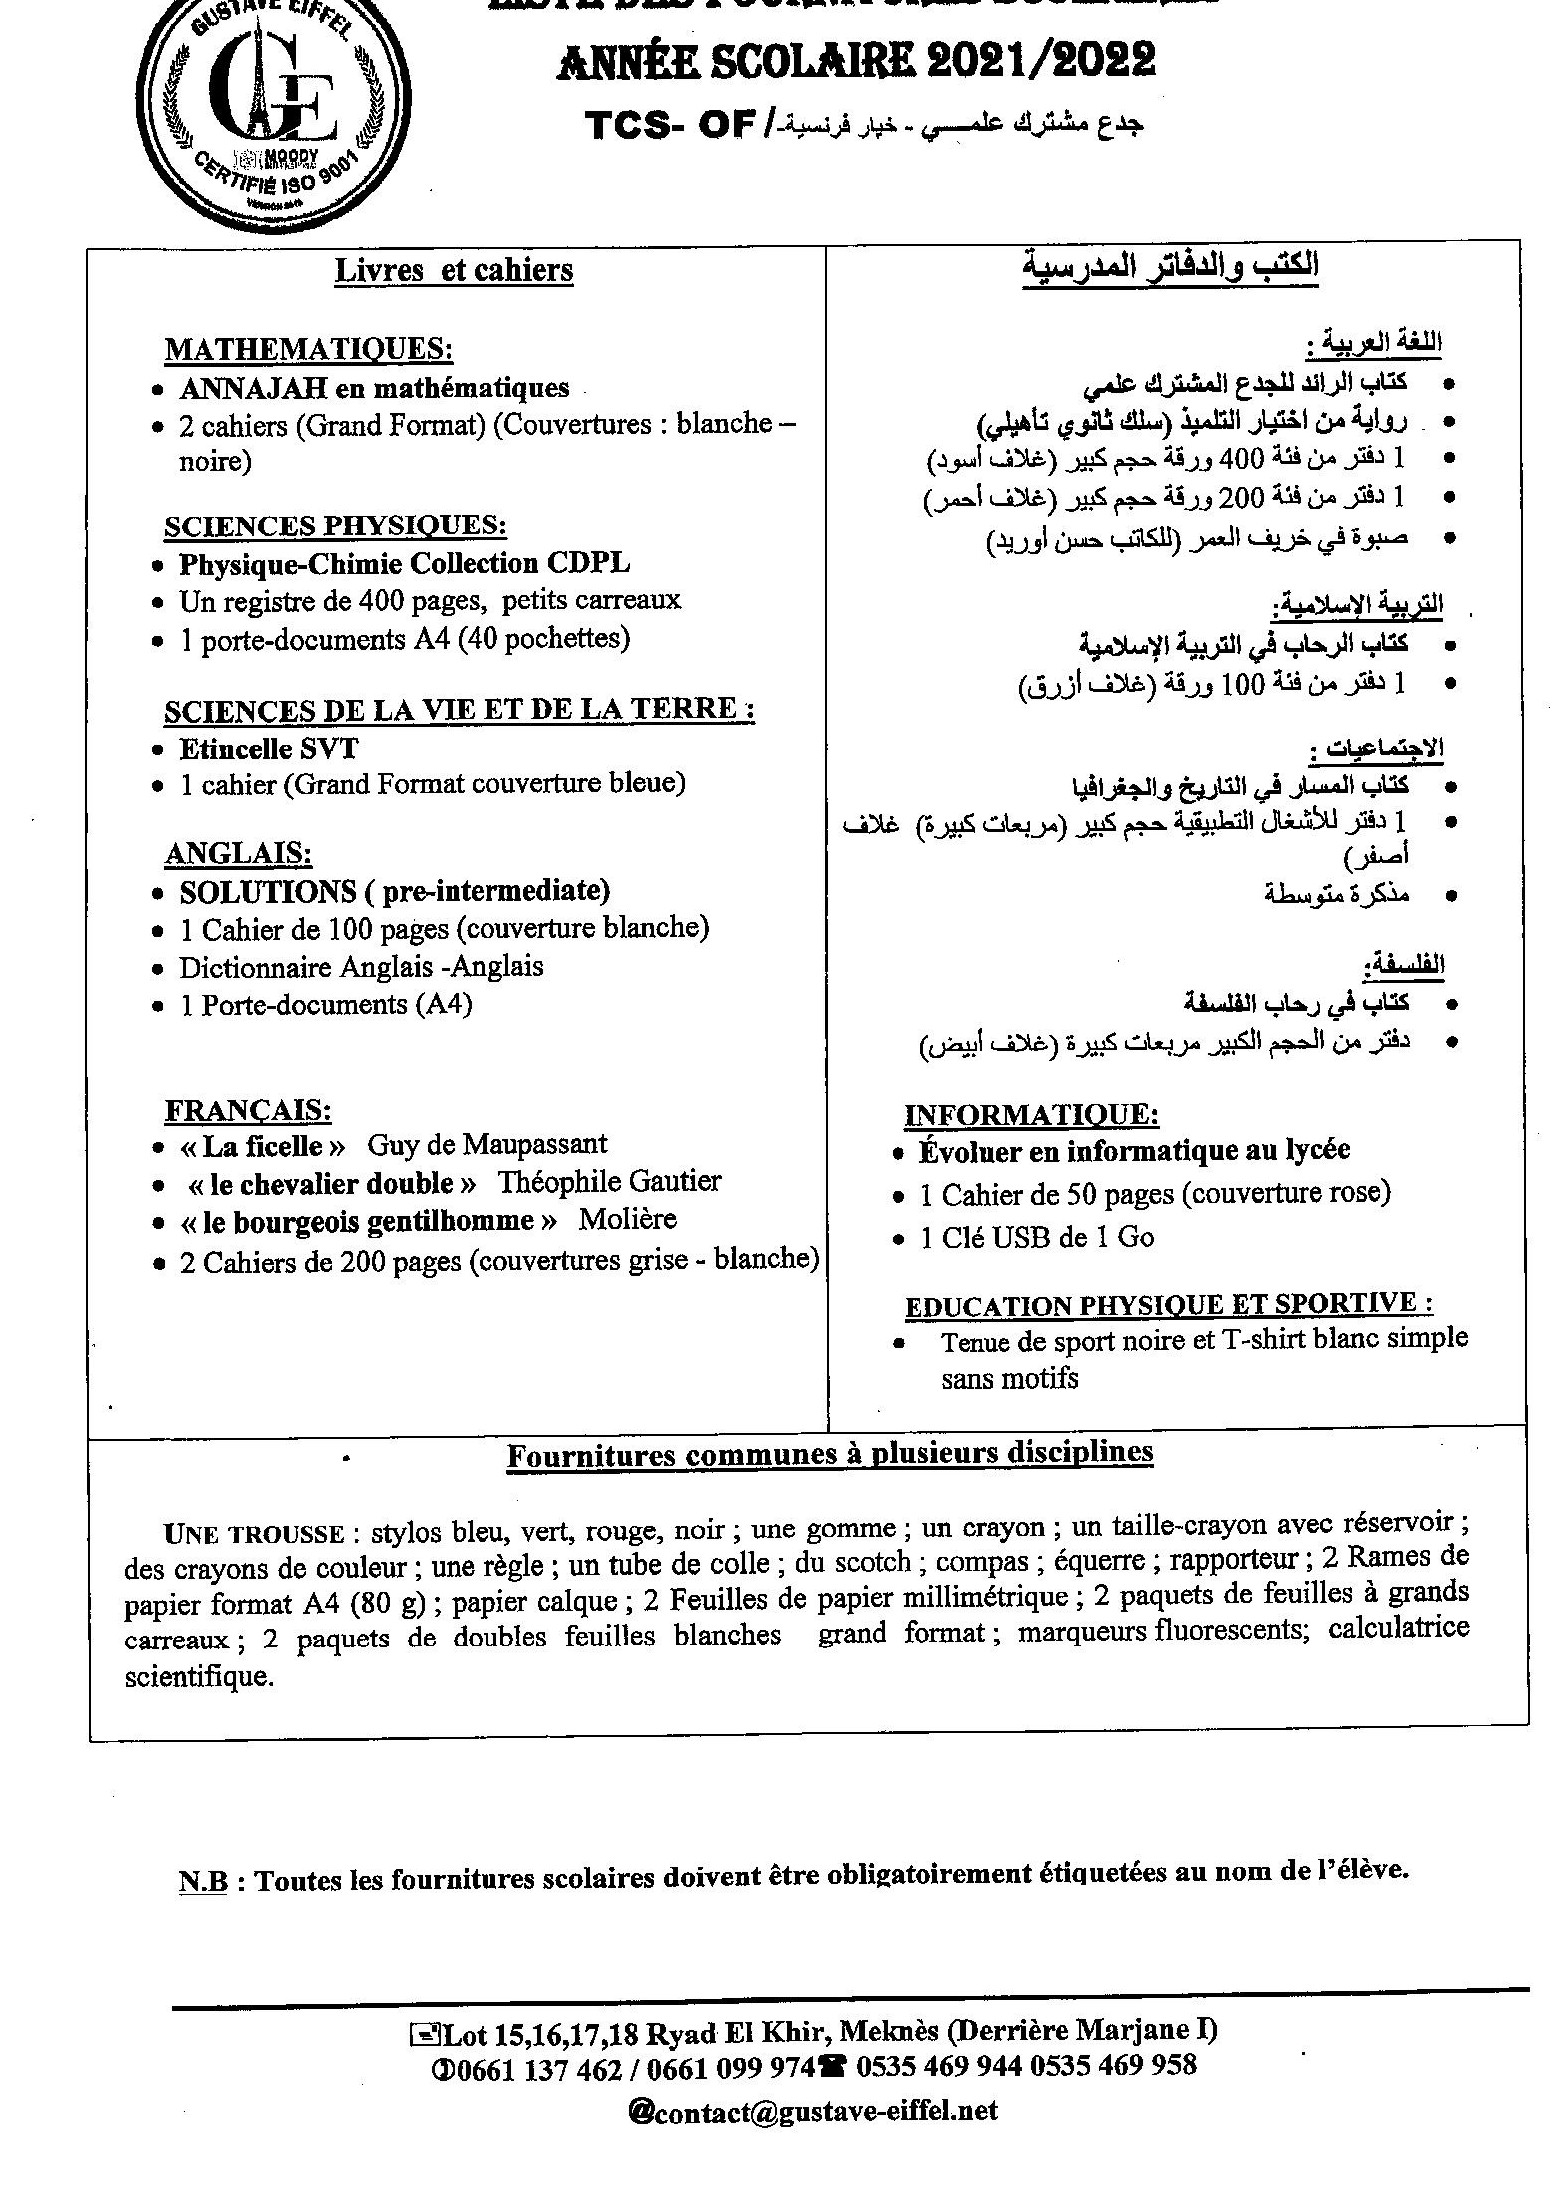 GUSTAVE EIFFEL
GE
MOODY
CERTIFIÉ ISO 9001
ANNÉE SCOLAIRE 2021/2022
TCS- OF /جدع مشترك علمي - خيار فرنسية-
Livres et cahiers
MATHEMATIQUES:
• ANNAJAH en mathématiques
• 2 cahiers (Grand Format) (Couvertures : blanche –
noire)
SCIENCES PHYSIQUES:
• Physique-Chimie Collection CDPL
• Un registre de 400 pages, petits carreaux
• 1 porte-documents A4 (40 pochettes)
SCIENCES DE LA VIE ET DE LA TERRE :
• Etincelle SVT
• 1 cahier (Grand Format couverture bleue)
ANGLAIS:
• SOLUTIONS ( pre-intermediate)
• 1 Cahier de 100 pages (couverture blanche)
• Dictionnaire Anglais -Anglais
• 1 Porte-documents (A4)
FRANÇAIS:
• « La ficelle » Guy de Maupassant
• « le chevalier double » Théophile Gautier
• « le bourgeois gentilhomme » Molière
• 2 Cahiers de 200 pages (couvertures grise - blanche)
الكتب والدفاتر المدرسية
اللغة العربية :
• كتاب الرائد للجدع المشترك علمي
• رواية من اختيار التلميذ (سلك ثانوي تأهيلي)
• 1 دفتر من فئة 400 ورقة حجم كبير (غلاف أسود)
• 1 دفتر من فئة 200 ورقة حجم كبير (غلاف أحمر)
• صبوة في خريف العمر (للكاتب حسن أوريد)
التربية الإسلامية:
• كتاب الرحاب في التربية الإسلامية
• 1 دفتر من فئة 100 ورقة (غلاف أزرق)
الاجتماعيات :
• كتاب المسار في التاريخ والجغرافيا
• 1 دفتر للأشغال التطبيقية حجم كبير (مربعات كبيرة) غلاف
أصفر)
• مذكرة متوسطة
الفلسفة:
• كتاب في رحاب الفلسفة
• دفتر من الحجم الكبير مربعات كبيرة (غلاف أبيض)
INFORMATIQUE:
• Évoluer en informatique au lycée
• 1 Cahier de 50 pages (couverture rose)
• 1 Clé USB de 1 Go
EDUCATION PHYSIQUE ET SPORTIVE :
• Tenue de sport noire et T-shirt blanc simple
sans motifs
Fournitures communes à plusieurs disciplines
UNE TROUSSE : stylos bleu, vert, rouge, noir ; une gomme ; un crayon ; un taille-crayon avec réservoir ;
des crayons de couleur ; une règle ; un tube de colle ; du scotch ; compas ; équerre ; rapporteur ; 2 Rames de
papier format A4 (80 g) ; papier calque ; 2 Feuilles de papier millimétrique ; 2 paquets de feuilles à grands
carreaux ; 2 paquets de doubles feuilles blanches grand format ; marqueurs fluorescents; calculatrice
scientifique.
N.B : Toutes les fournitures scolaires doivent être obligatoirement étiquetées au nom de l'élève.
Lot 15,16,17,18 Ryad El Khir, Meknès (Derrière Marjane I)
0661 137 462 / 0661 099 974☎ 0535 469 944 0535 469 958
@contact@gustave-eiffel.net